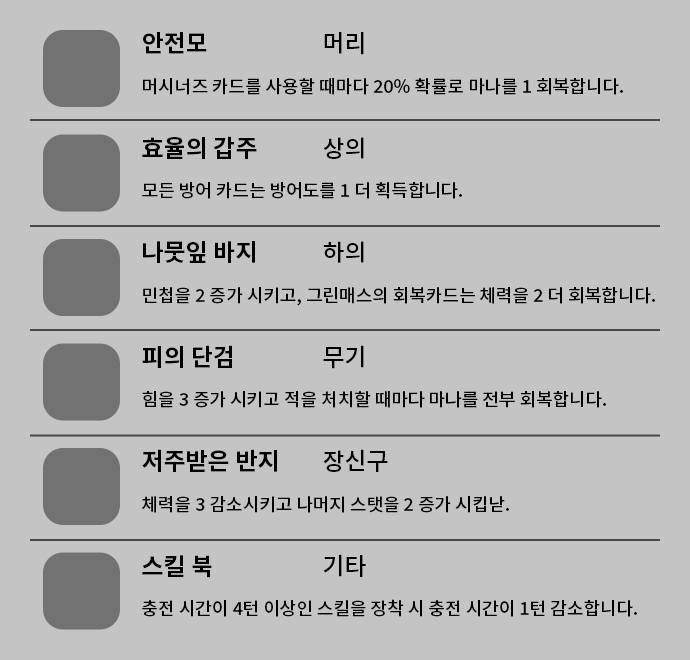 안전모 머리
머시너즈 카드를 사용할 때마다 20% 확률로 마나를 1 회복합니다.
효율의 갑주 상의
모든 방어 카드는 방어도를 1 더 획득합니다.
나뭇잎 바지 하의
민첩을 2 증가 시키고, 그린매스의 회복카드는 체력을 2 더 회복합니다.
피의 단검 무기
힘을 3 증가 시키고 적을 처치할 때마다 마나를 전부 회복합니다.
저주받은 반지 장신구
체력을 3 감소시키고 나머지 스탯을 2 증가 시킵낟.
스킬 북 기타
충전 시간이 4턴 이상인 스킬을 장착 시 충전 시간이 1턴 감소합니다.